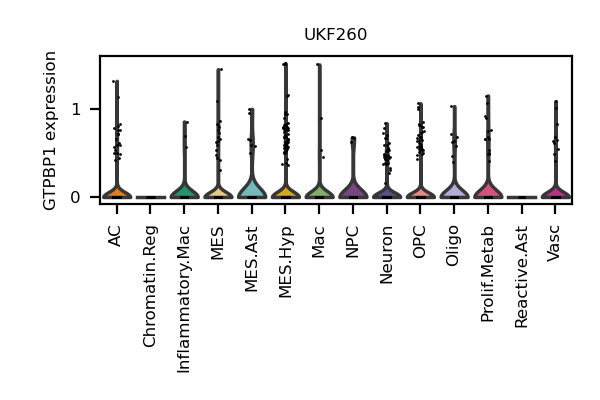 UKF260
GTPBP1 expression
1
0
AC
Chromatin.Reg
Inflammatory.Mac
MES
MES.Ast
MES.Hyp
Mac
NPC
Neuron
OPC
Oligo
Prolif.Metab
Reactive.Ast
Vasc